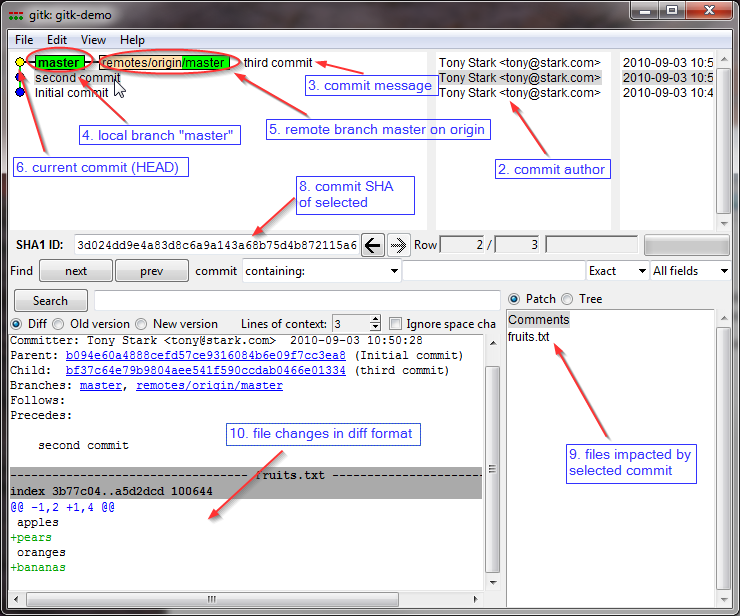 gitk: gitk-demo
File Edit View Help
master remotes/origin/master third commit Tony Stark <tony@stark.com> 2010-09-03 10:5
second commit Tony Stark <tony@stark.com> 2010-09-03 10:5
Initial commit Tony Stark <tony@stark.com> 2010-09-03 10:4
3. commit message
4. local branch "master"
5. remote branch master on origin
6. current commit (HEAD)
2. commit author
8. commit SHA
of selected
SHA1 ID: 3d024dd9e4a83d8c6a9a143a68b75d4b872115a6 Row 2 / 3
Find next prev commit containing: Exact All fields
Search
Patch Tree
Diff Old version New version Lines of context: 3 Ignore space cha
Comments
fruits.txt
Committer: Tony Stark <tony@stark.com> 2010-09-03 10:50:28
Parent: b094e60a4888cefd57ce9316084b6e09f7cc3ea8 (Initial commit)
Child: bf37c64e79b9804aee541f590ccdab0466e01334 (third commit)
Branches: master, remotes/origin/master
Follows:
Precedes:
second commit
10. file changes in diff format
9. files impacted by
selected commit
-------------------------------- fruits.txt --------------------
index 3b77c04..a5d2dcd 100644
@@ -1,2 +1,4 @@
apples
+pears
oranges
+bananas